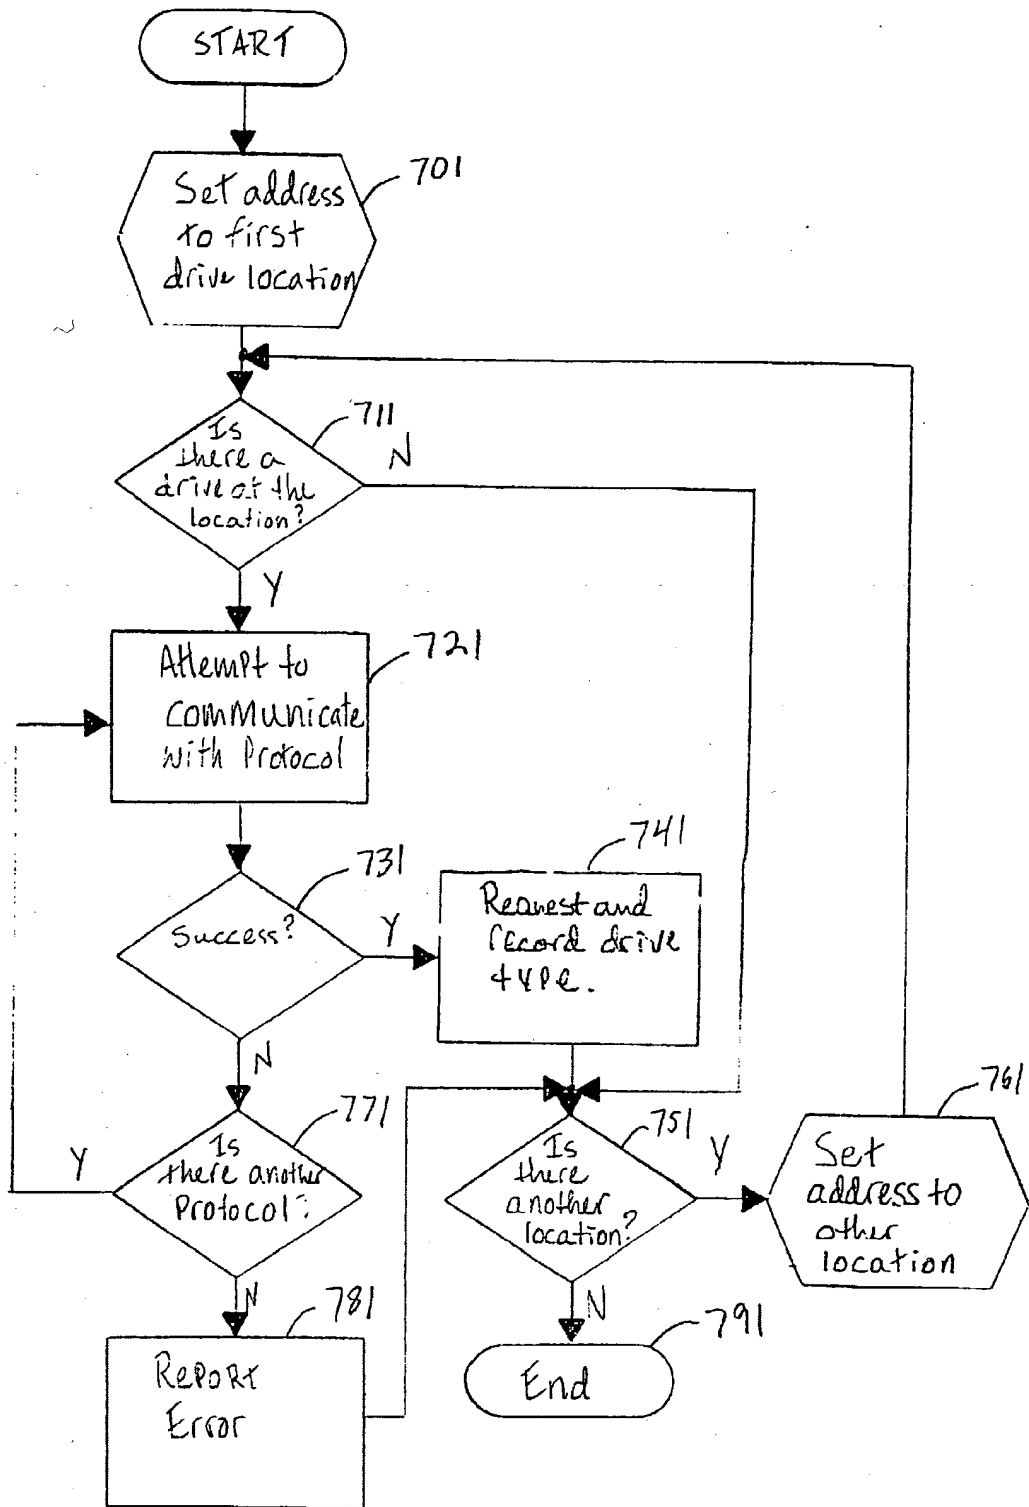 START
701
Set address
to first
drive location
711
Is
there a
drive at the
location?
N
Y
721
Attempt to
communicate
with Protocol
731
Success?
Y
741
Request and
record drive
type.
N
771
Is
there another
Protocol?
Y
751
Is
there
another
location?
Y
761
Set
address to
other
location
N
781
Report
Error
N
791
End